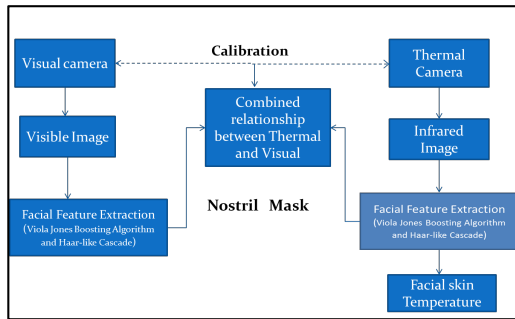 Calibration
Visual camera
Thermal
Camera
Combined
relationship
between Thermal
and Visual
Visible Image
Infrared
Image
Nostril Mask
Facial Feature Extraction
(Viola Jones Boosting Algorithm
and Haar-like Cascade)
Facial Feature Extraction
(Viola Jones Boosting Algorithm
and Haar-like Cascade)
Facial skin
Temperature